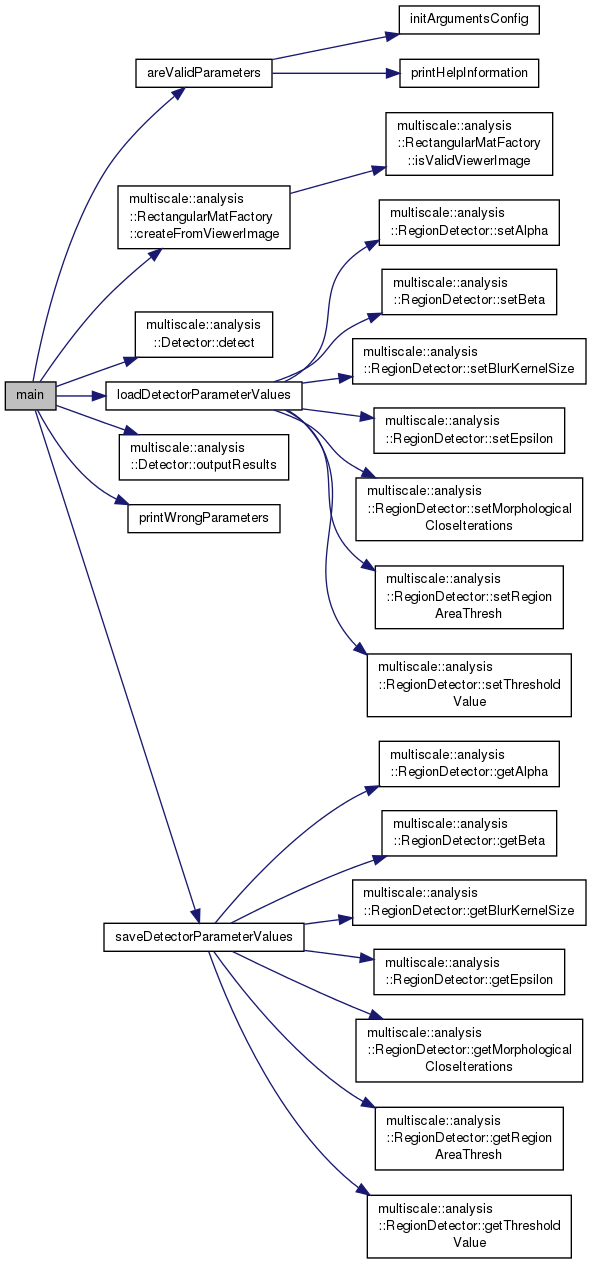 initArgumentsConfig
areValidParameters
printHelpInformation
multiscale::analysis
::RectangularMatFactory
::isValidViewerImage
multiscale::analysis
::RectangularMatFactory
::createFromViewerImage
multiscale::analysis
::RegionDetector::setAlpha
multiscale::analysis
::RegionDetector::setBeta
multiscale::analysis
::Detector::detect
multiscale::analysis
::RegionDetector::setBlurKernelSize
main
loadDetectorParameterValues
multiscale::analysis
::RegionDetector::setEpsilon
multiscale::analysis
::Detector::outputResults
multiscale::analysis
::RegionDetector::setMorphological
CloseIterations
printWrongParameters
multiscale::analysis
::RegionDetector::setRegion
AreaThresh
multiscale::analysis
::RegionDetector::setThreshold
Value
multiscale::analysis
::RegionDetector::getAlpha
multiscale::analysis
::RegionDetector::getBeta
multiscale::analysis
::RegionDetector::getBlurKernelSize
saveDetectorParameterValues
multiscale::analysis
::RegionDetector::getEpsilon
multiscale::analysis
::RegionDetector::getMorphological
CloseIterations
multiscale::analysis
::RegionDetector::getRegion
AreaThresh
multiscale::analysis
::RegionDetector::getThreshold
Value